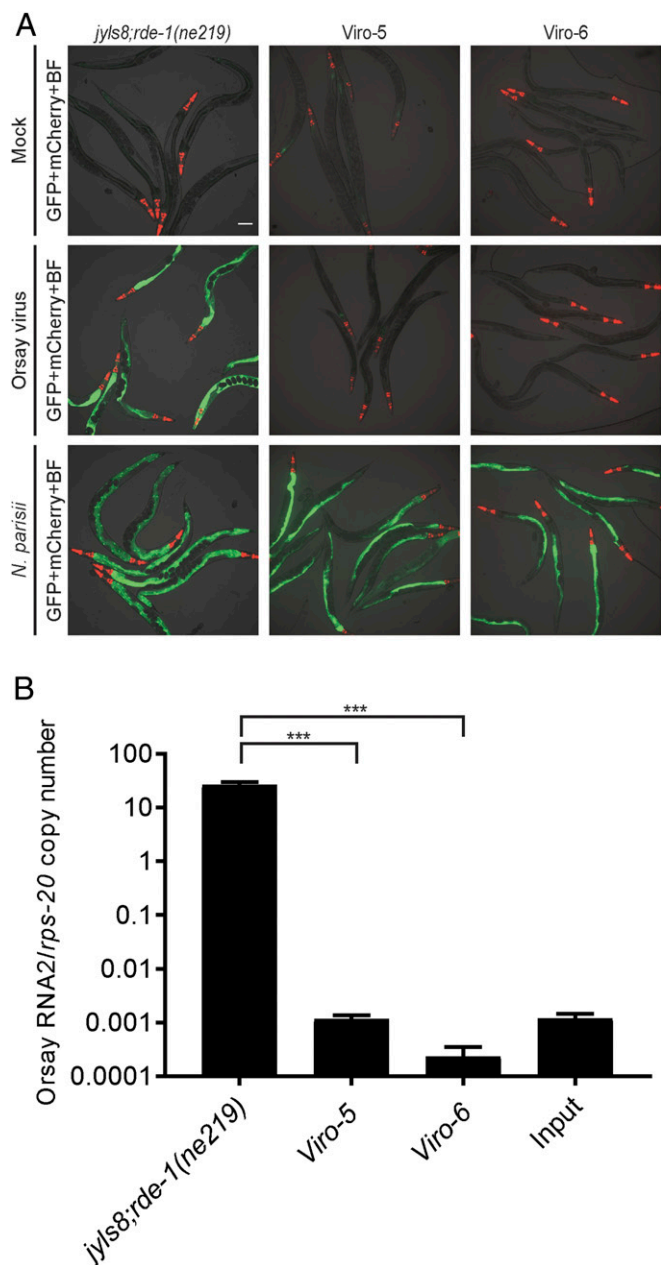 A
jyIs8;rde-1(ne219)
Viro-5
Viro-6
Mock
GFP+mCherry+BF
Orsay virus
GFP+mCherry+BF
N. parisii
GFP+mCherry+BF
B
***
***
Orsay RNA2/rps-20 copy number
100
10
1
0.1
0.01
0.001
0.0001
jyIs8;rde-1(ne219)
Viro-5
Viro-6
Input